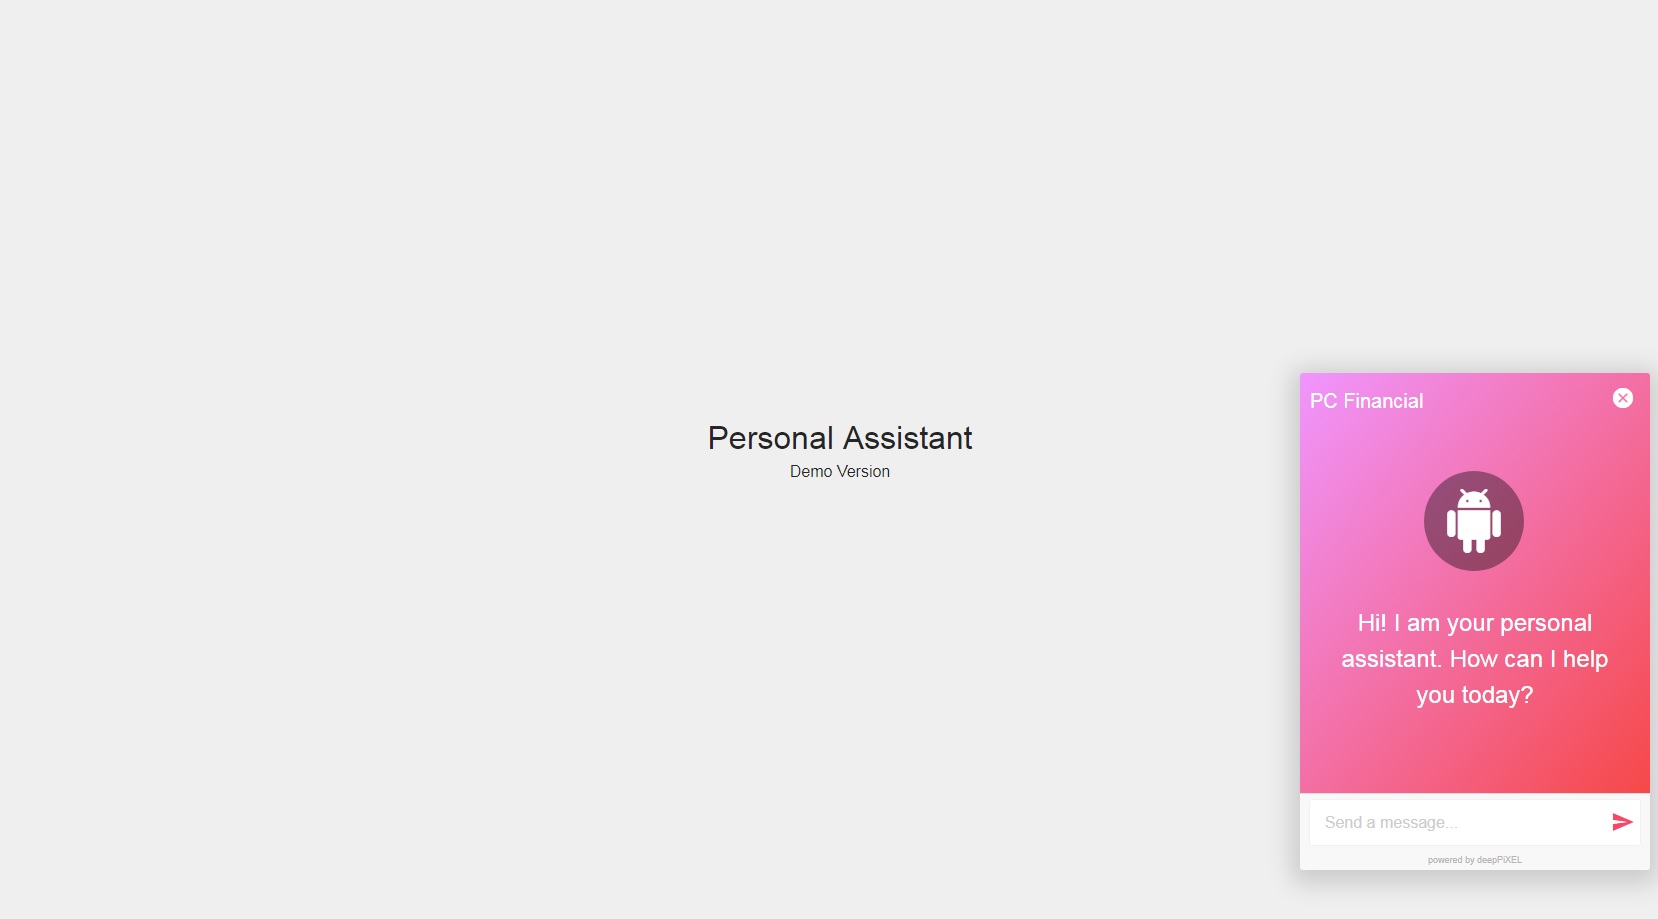 Personal Assistant
Demo Version
PC Financial
Hi! I am your personal
assistant. How can I help
you today?
Send a message...
powered by deepPiXEL